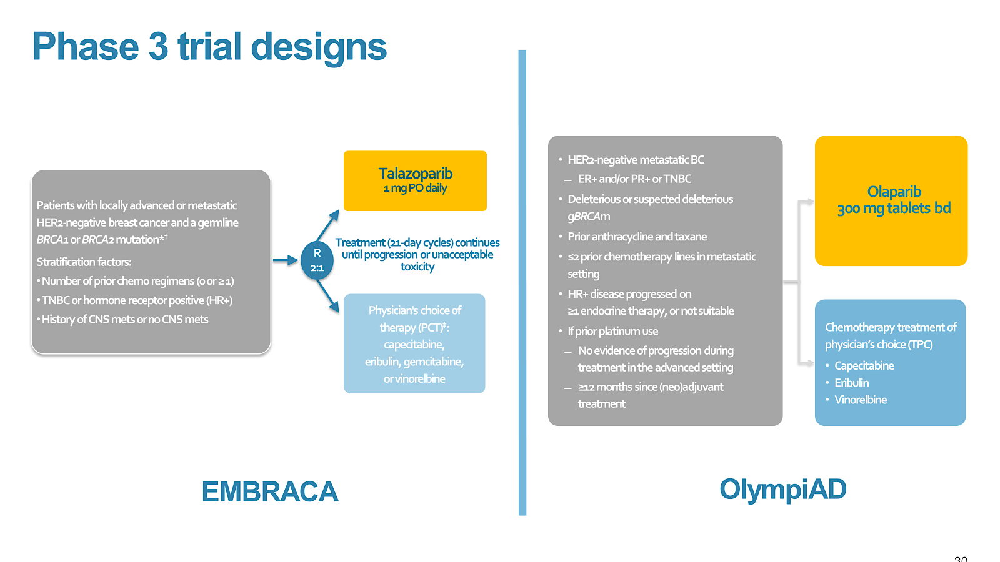 Phase 3 trial designs
Patients with locally advanced or metastatic
HER2-negative breast cancer and a germline
BRCA1 or BRCA2 mutation*†
Stratification factors:
• Number of prior chemo regimens (0 or ≥ 1)
• TNBC or hormone receptor positive (HR+)
• History of CNS mets or no CNS mets
R
2:1
Talazoparib
1 mg PO daily
Treatment (21-day cycles) continues
until progression or unacceptable
toxicity
Physician's choice of
therapy (PCT)‡:
capecitabine,
eribulin, gemcitabine,
or vinorelbine
EMBRACA
• HER2-negative metastatic BC
— ER+ and/or PR+ or TNBC
• Deleterious or suspected deleterious
gBRCAm
• Prior anthracycline and taxane
• ≤2 prior chemotherapy lines in metastatic
setting
• HR+ disease progressed on
≥1 endocrine therapy, or not suitable
• If prior platinum use
— No evidence of progression during
treatment in the advanced setting
— ≥12 months since (neo)adjuvant
treatment
Olaparib
300 mg tablets bd
Chemotherapy treatment of
physician's choice (TPC)
• Capecitabine
• Eribulin
• Vinorelbine
OlympiAD
30